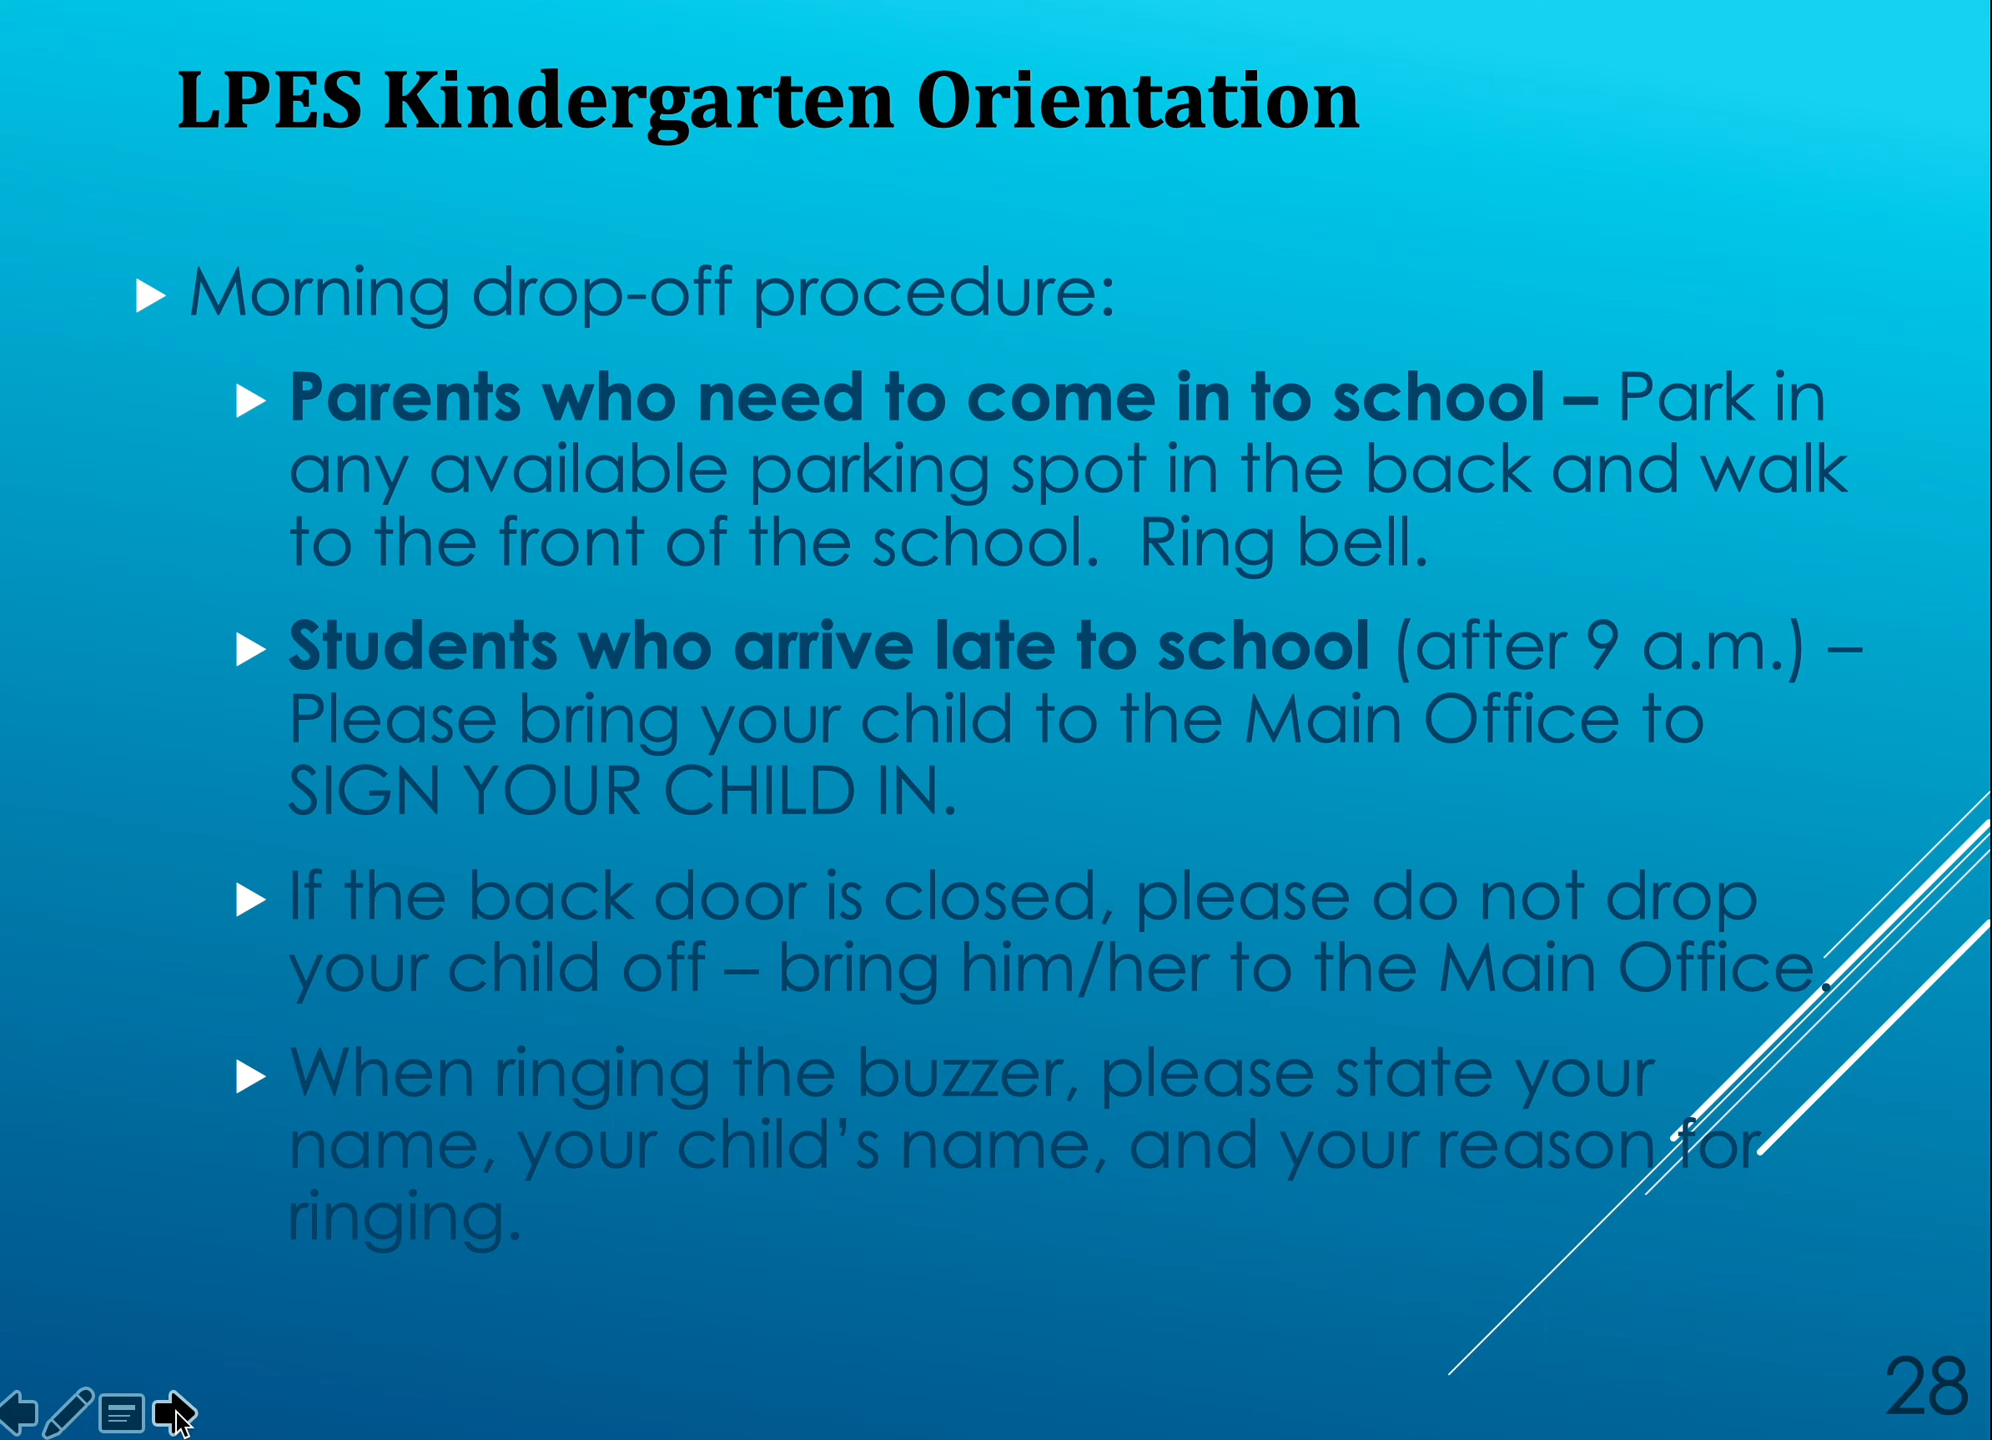 LPES Kindergarten Orientation
Morning drop-off procedure:
Parents who need to come in to school – Park in
any available parking spot in the back and walk
to the front of the school.  Ring bell.
Students who arrive late to school (after 9 a.m.) –
Please bring your child to the Main Office to
SIGN YOUR CHILD IN.
If the back door is closed, please do not drop
your child off – bring him/her to the Main Office.
When ringing the buzzer, please state your
name, your child’s name, and your reason for
ringing.
28